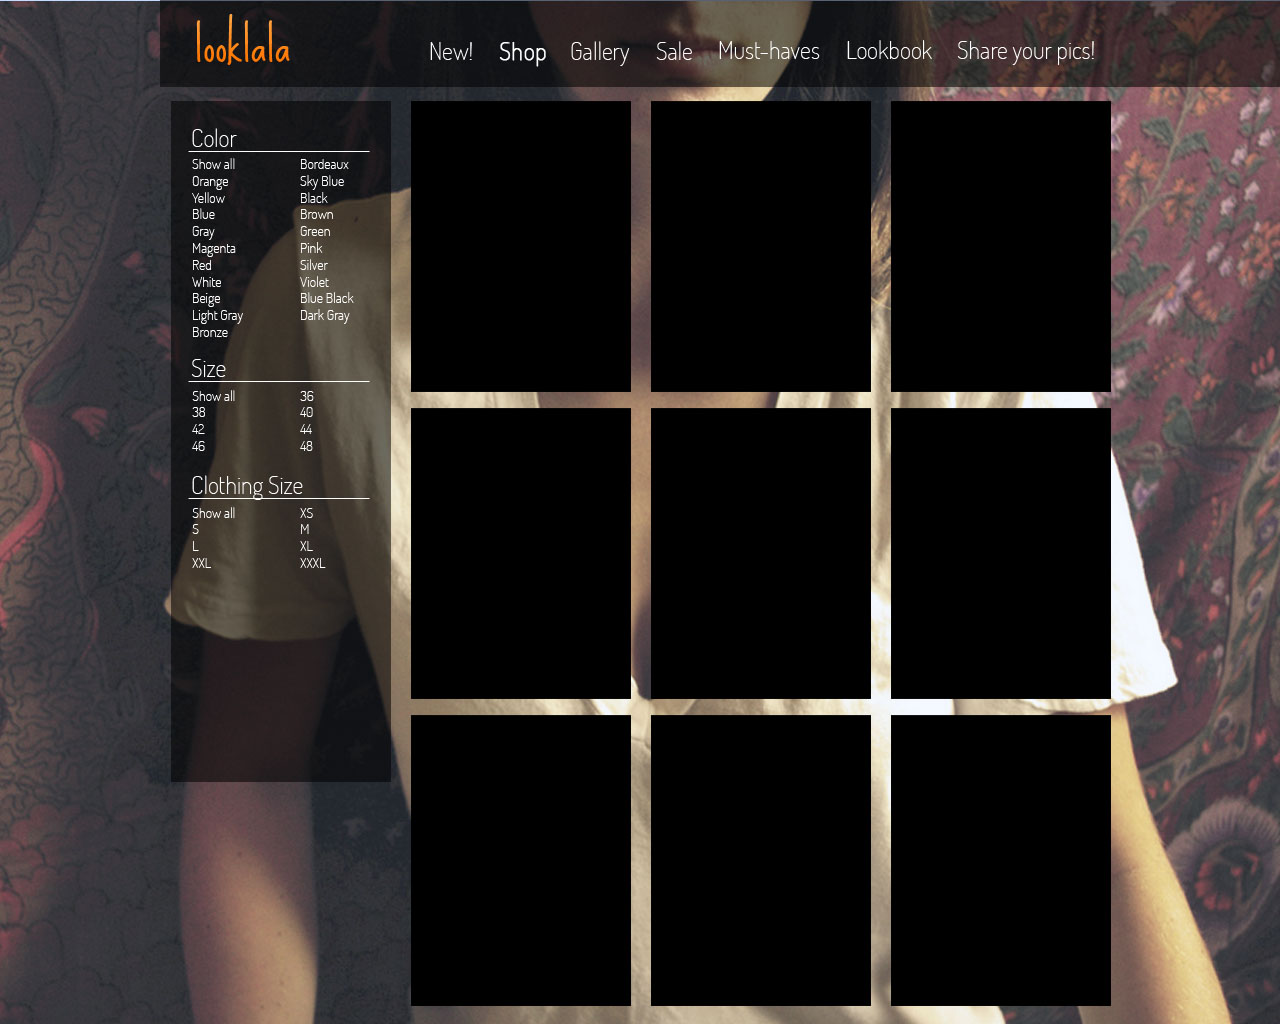 looklala
New! Shop Gallery Sale Must-haves Lookbook Share your pics!
Color
Show all Bordeaux
Orange Sky Blue
Yellow Black
Blue Brown
Gray Green
Magenta Pink
Red Silver
White Violet
Beige Blue Black
Light Gray Dark Gray
Bronze
Size
Show all 36
38 40
42 44
46 48
Clothing Size
Show all XS
S M
L XL
XXL XXXL